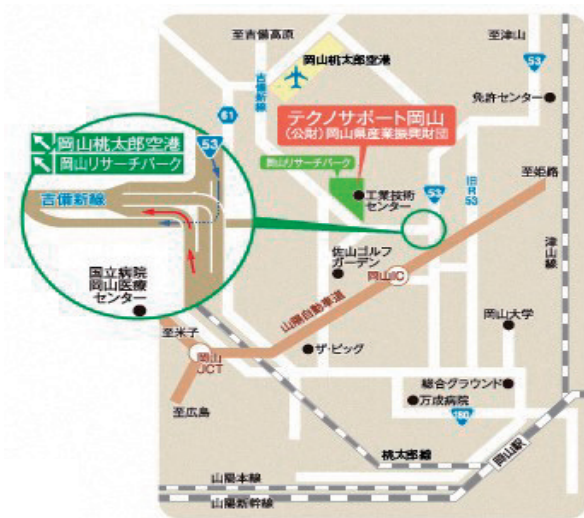 至吉備高原
岡山桃太郎空港
至津山
53
免許センター
吉備新線
61
テクノサポート岡山
(公財)岡山県産業振興財団
岡山リサーチパーク
岡山桃太郎空港
岡山リサーチパーク
53
吉備新線
工業技術
センター
53
旧R53
至姫路
津山線
佐山ゴルフ
ガーデン
岡山IC
国立病院
岡山医療
センター
山陽自動車道
岡山大学
至米子
岡山
JCT
ザ・ビッグ
至広島
総合グラウンド
万成病院
180
桃太郎線
岡山駅
山陽本線
山陽新幹線